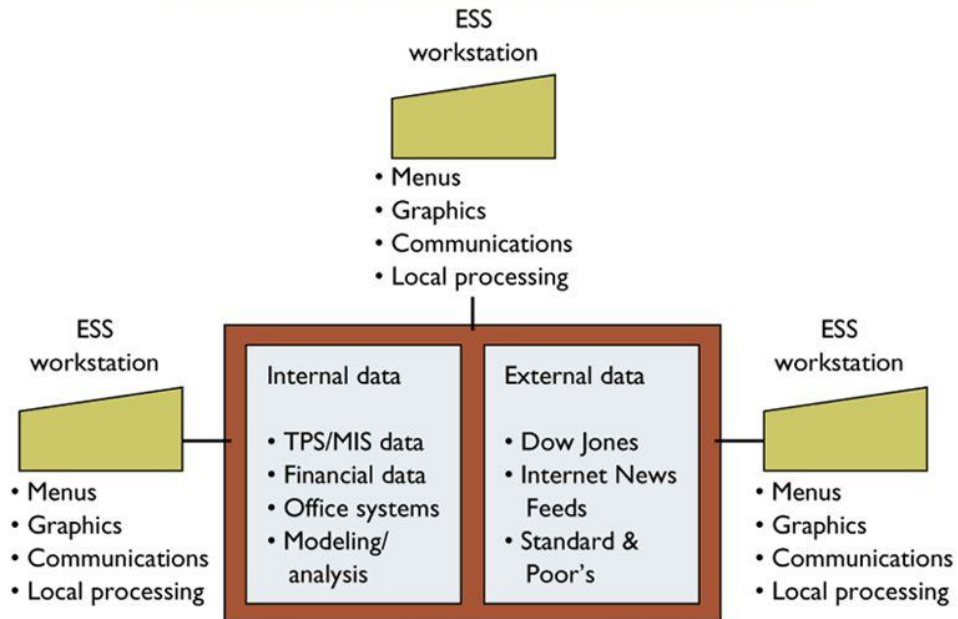 ESS
workstation
• Menus
• Graphics
• Communications
• Local processing
ESS
workstation
• Menus
• Graphics
• Communications
• Local processing
Internal data
• TPS/MIS data
• Financial data
• Office systems
• Modeling/
analysis
External data
• Dow Jones
• Internet News
Feeds
• Standard &
Poor's
ESS
workstation
• Menus
• Graphics
• Communications
• Local processing